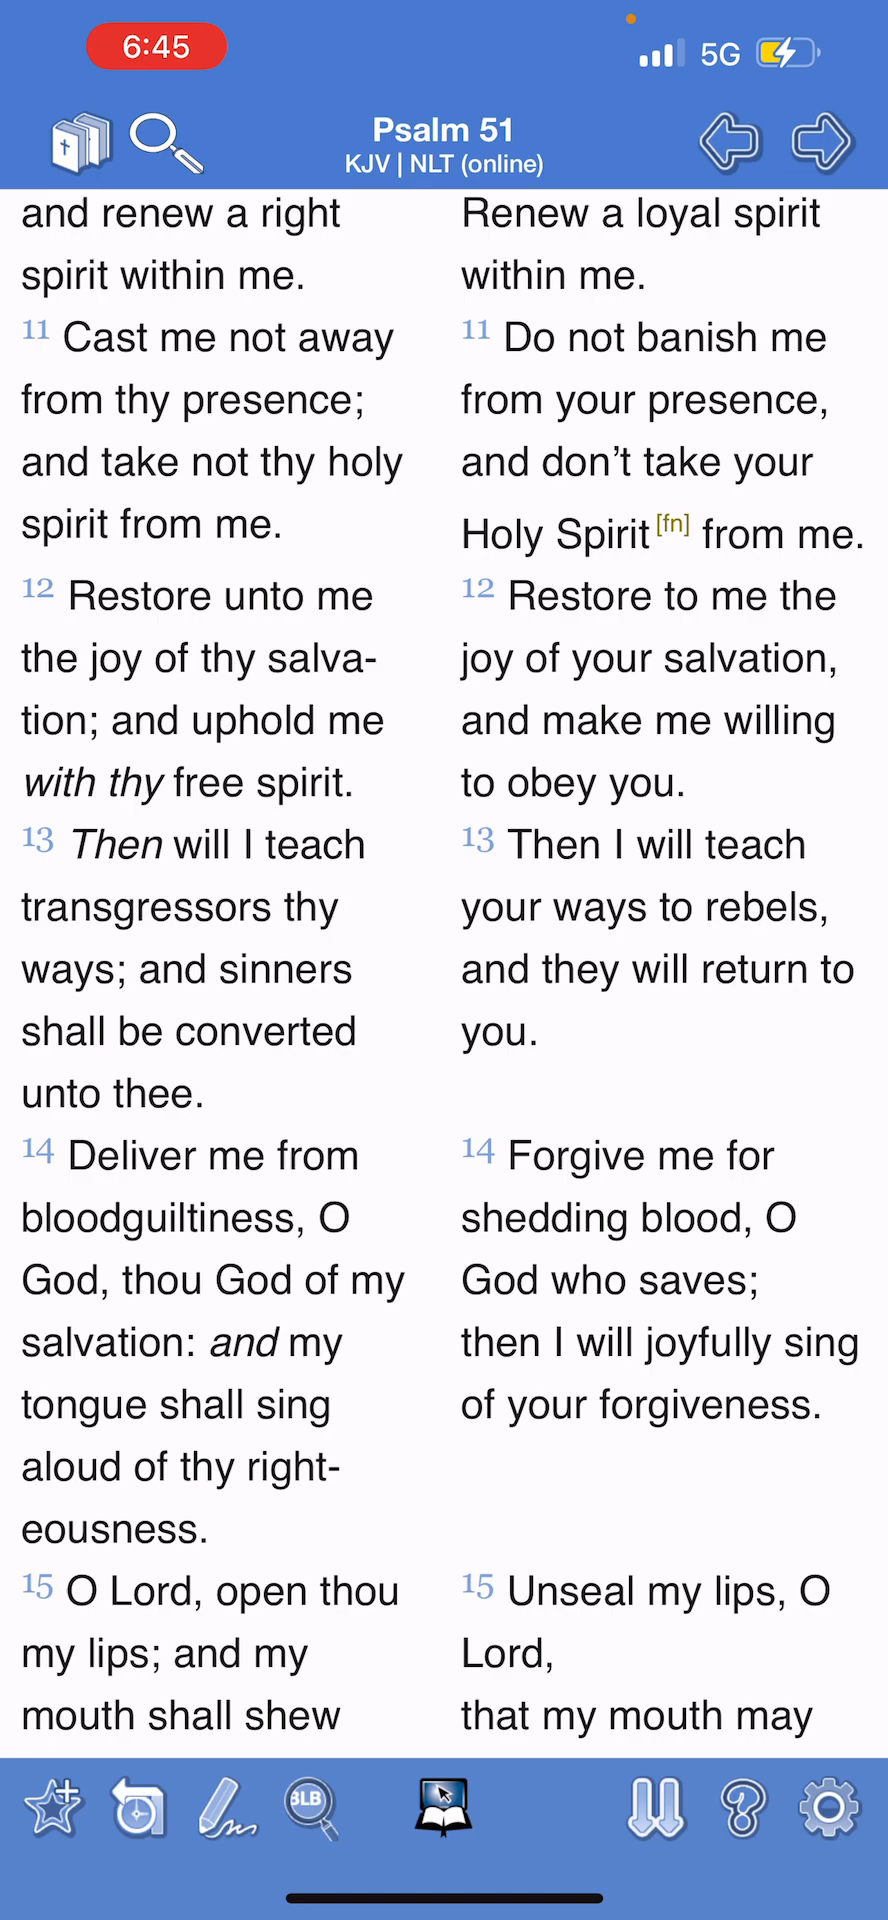 6:45
5G
Psalm 51
KJV | NLT (online)
and renew a right
spirit within me.
11 Cast me not away
from thy presence;
and take not thy holy
spirit from me.
12 Restore unto me
the joy of thy salva-
tion; and uphold me
with thy free spirit.
13 Then will I teach
transgressors thy
ways; and sinners
shall be converted
unto thee.
14 Deliver me from
bloodguiltiness, O
God, thou God of my
salvation: and my
tongue shall sing
aloud of thy right-
eousness.
15 O Lord, open thou
my lips; and my
mouth shall shew
Renew a loyal spirit
within me.
11 Do not banish me
from your presence,
and don’t take your
Holy Spirit [fn] from me.
12 Restore to me the
joy of your salvation,
and make me willing
to obey you.
13 Then I will teach
your ways to rebels,
and they will return to
you.
14 Forgive me for
shedding blood, O
God who saves;
then I will joyfully sing
of your forgiveness.
15 Unseal my lips, O
Lord,
that my mouth may
BLB